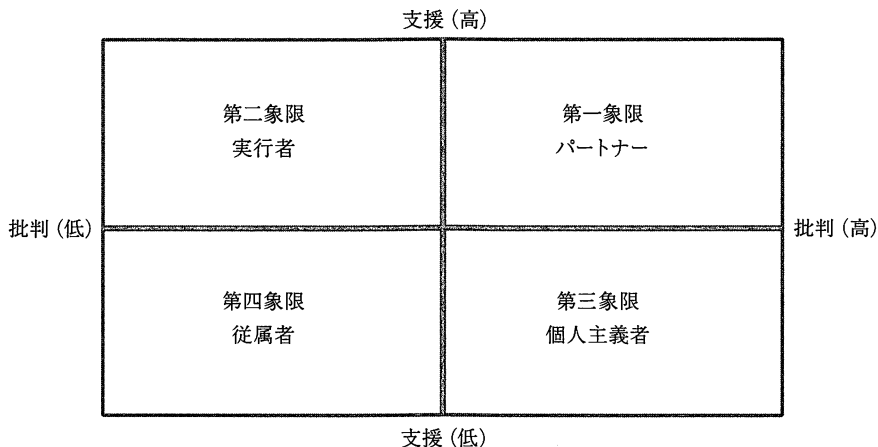 支援（高）
第二象限
実行者
第一象限
パートナー
批判（低）
批判（高）
第四象限
従属者
第三象限
個人主義者
支援（低）